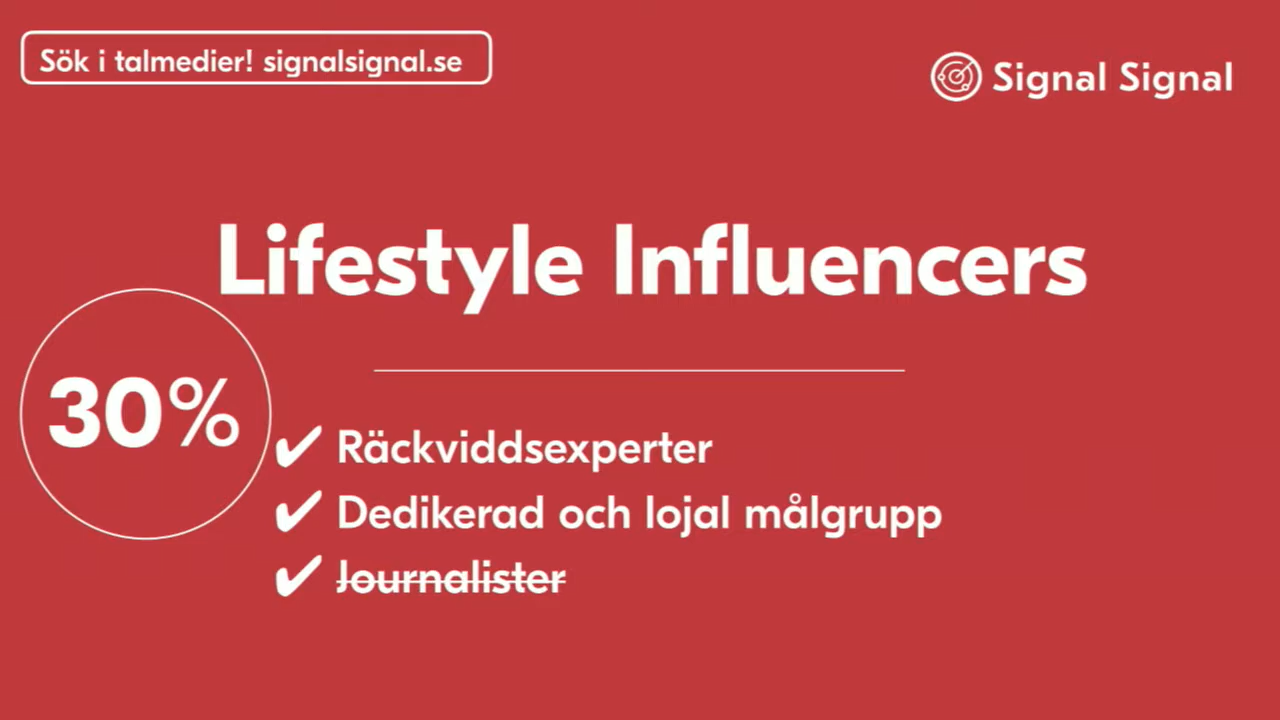 Sök i talmedier! signalsignal.se
Signal Signal
Lifestyle Influencers
30%
✔ Räckviddsexperter
✔ Dedikerad och lojal målgrupp
✔ Journalister